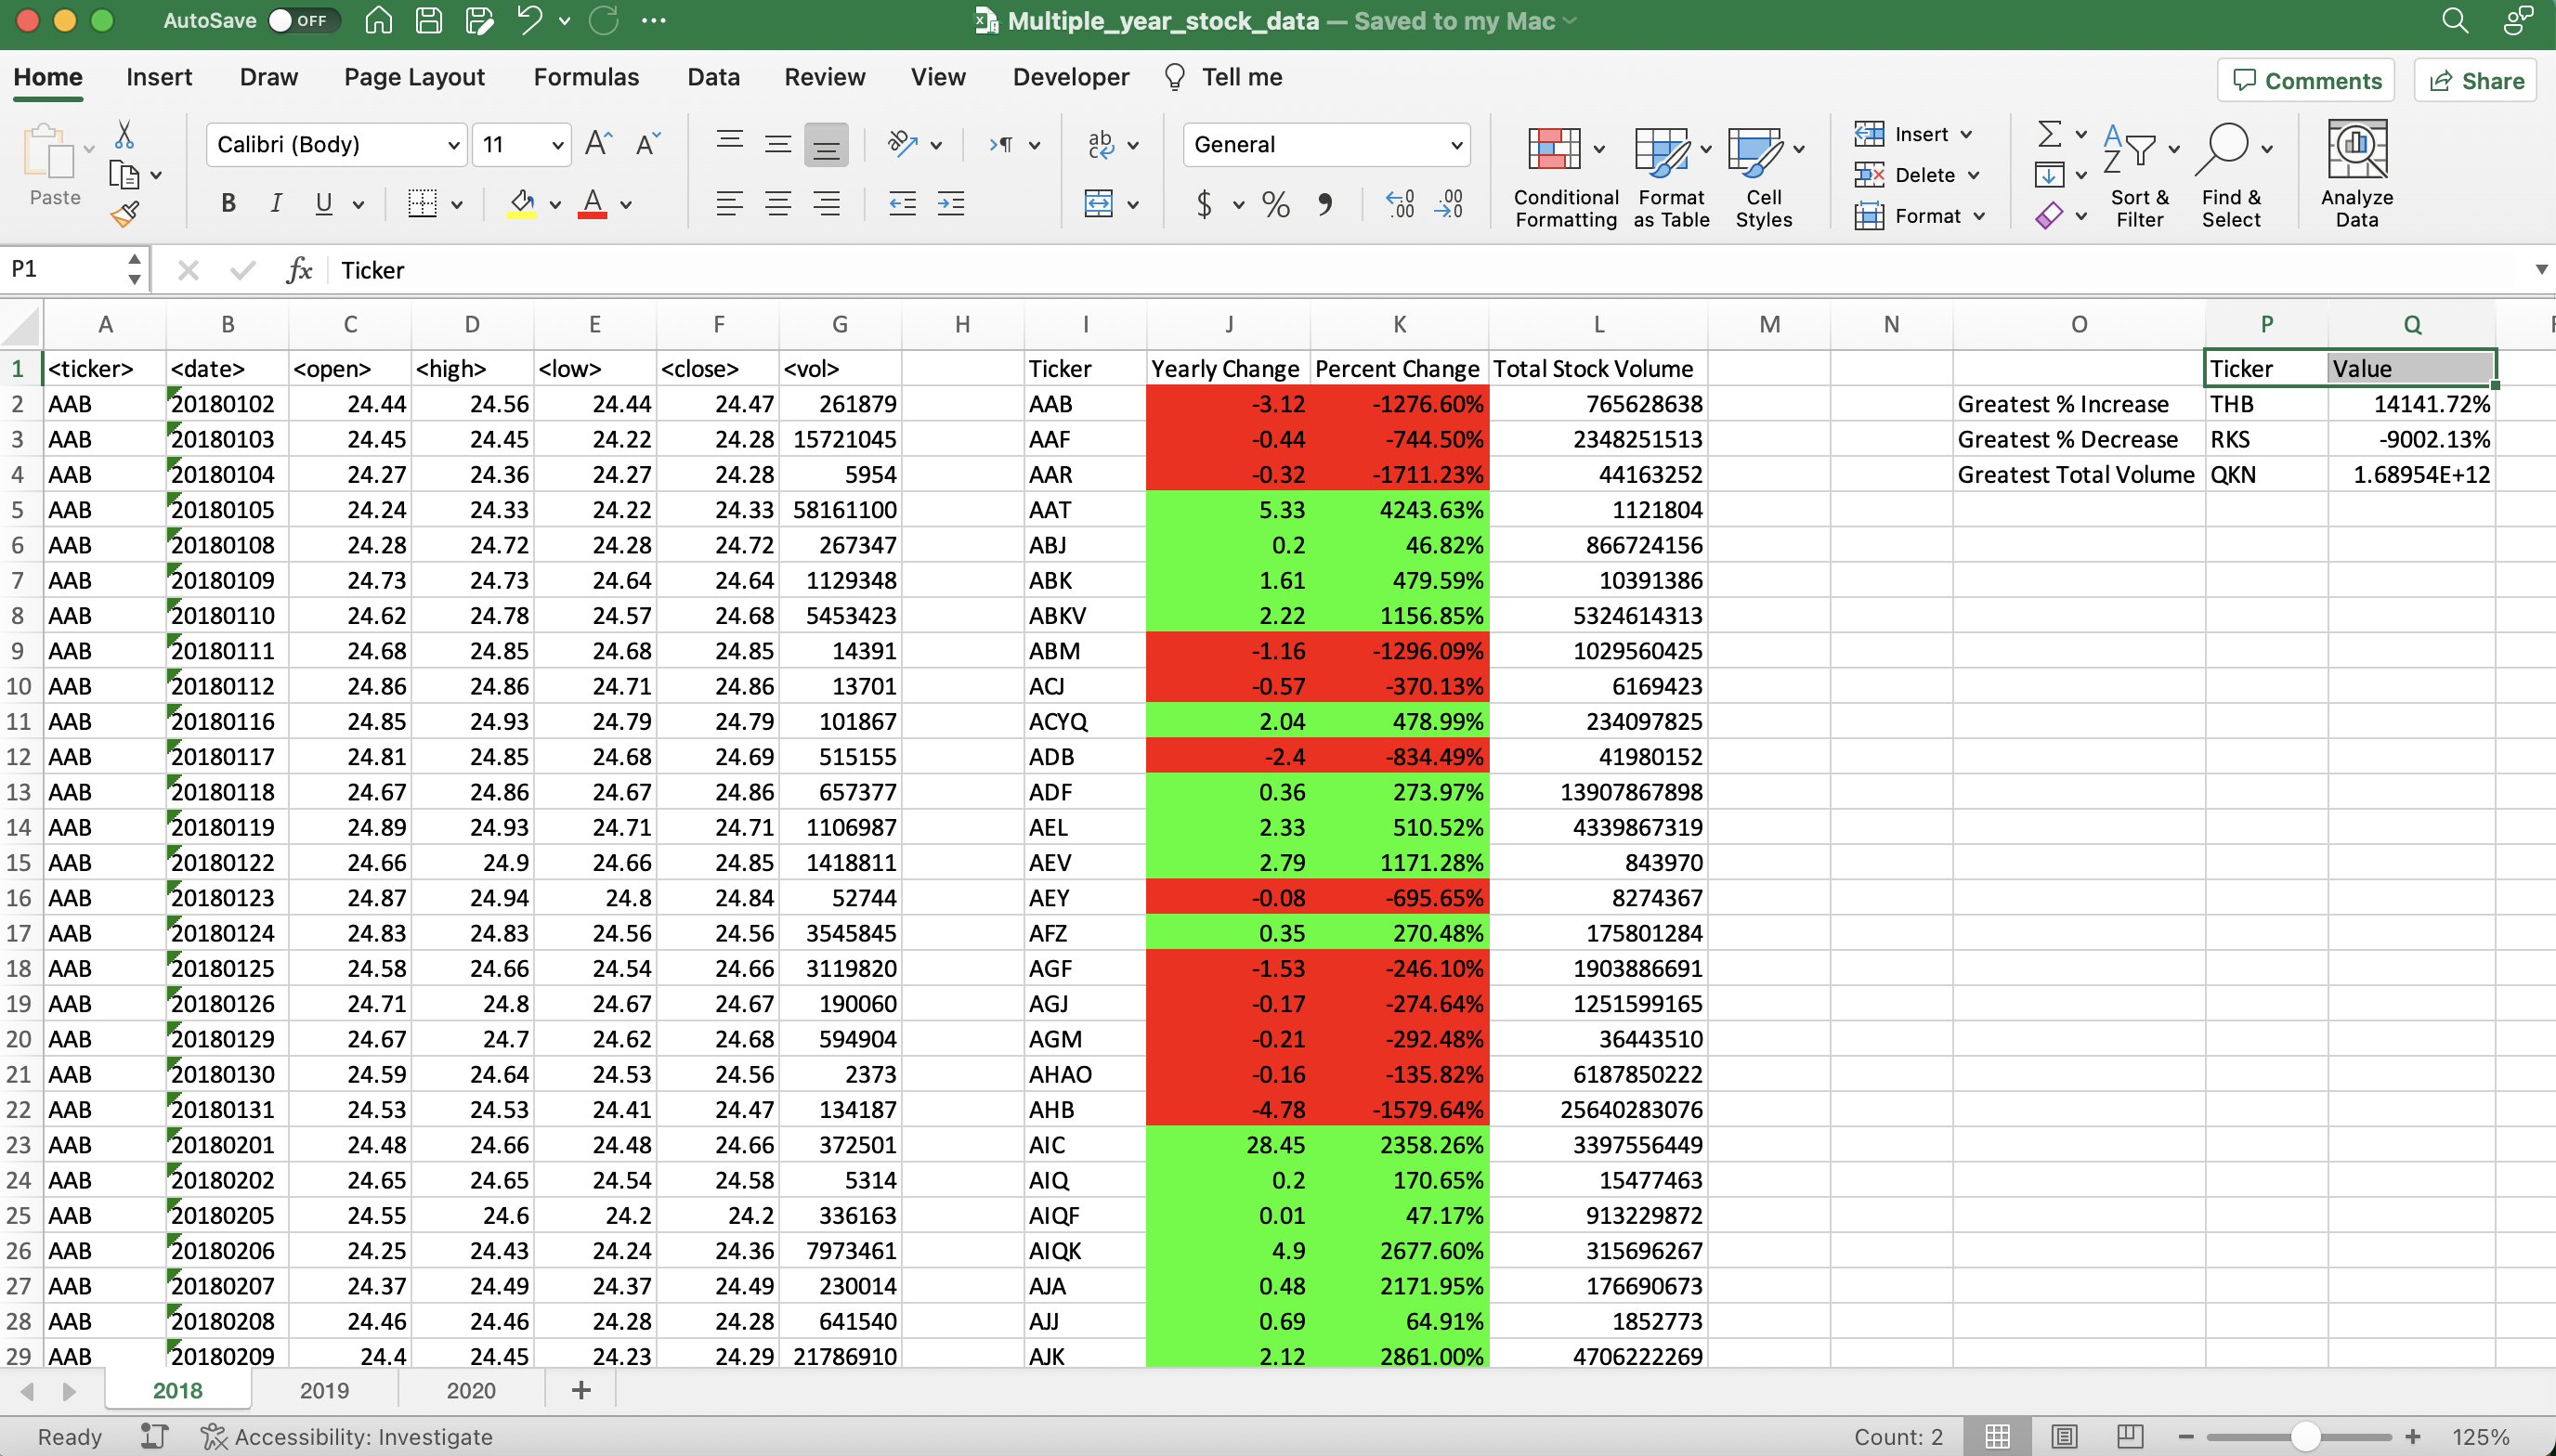 AutoSave OFF Multiple_year_stock_data — Saved to my Mac
Home Insert Draw Page Layout Formulas Data Review View Developer Tell me Comments Share
Paste Calibri (Body) 11 General Conditional Formatting Format as Table Cell Styles Insert Delete Format Sort & Filter Find & Select Analyze Data
P1 fx Ticker
A B C D E F G H I J K L M N O P Q
1 <ticker> <date> <open> <high> <low> <close> <vol> Ticker Yearly Change Percent Change Total Stock Volume Ticker Value
2 AAB 20180102 24.44 24.56 24.44 24.47 261879 AAB -3.12 -1276.60% 765628638 Greatest % Increase THB 14141.72%
3 AAB 20180103 24.45 24.45 24.22 24.28 15721045 AAF -0.44 -744.50% 2348251513 Greatest % Decrease RKS -9002.13%
4 AAB 20180104 24.27 24.36 24.27 24.28 5954 AAR -0.32 -1711.23% 44163252 Greatest Total Volume QKN 1.68954E+12
5 AAB 20180105 24.24 24.33 24.22 24.33 58161100 AAT 5.33 4243.63% 1121804
6 AAB 20180108 24.28 24.72 24.28 24.72 267347 ABJ 0.2 46.82% 866724156
7 AAB 20180109 24.73 24.73 24.64 24.64 1129348 ABK 1.61 479.59% 10391386
8 AAB 20180110 24.62 24.78 24.57 24.68 5453423 ABKV 2.22 1156.85% 5324614313
9 AAB 20180111 24.68 24.85 24.68 24.85 14391 ABM -1.16 -1296.09% 1029560425
10 AAB 20180112 24.86 24.86 24.71 24.86 13701 ACJ -0.57 -370.13% 6169423
11 AAB 20180116 24.85 24.93 24.79 24.79 101867 ACYQ 2.04 478.99% 234097825
12 AAB 20180117 24.81 24.85 24.68 24.69 515155 ADB -2.4 -834.49% 41980152
13 AAB 20180118 24.67 24.86 24.67 24.86 657377 ADF 0.36 273.97% 13907867898
14 AAB 20180119 24.89 24.93 24.71 24.71 1106987 AEL 2.33 510.52% 4339867319
15 AAB 20180122 24.66 24.9 24.66 24.85 1418811 AEV 2.79 1171.28% 843970
16 AAB 20180123 24.87 24.94 24.8 24.84 52744 AEY -0.08 -695.65% 8274367
17 AAB 20180124 24.83 24.83 24.56 24.56 3545845 AFZ 0.35 270.48% 175801284
18 AAB 20180125 24.58 24.66 24.54 24.66 3119820 AGF -1.53 -246.10% 1903886691
19 AAB 20180126 24.71 24.8 24.67 24.67 190060 AGJ -0.17 -274.64% 1251599165
20 AAB 20180129 24.67 24.7 24.62 24.68 594904 AGM -0.21 -292.48% 36443510
21 AAB 20180130 24.59 24.64 24.53 24.56 2373 AHAO -0.16 -135.82% 6187850222
22 AAB 20180131 24.53 24.53 24.41 24.47 134187 AHB -4.78 -1579.64% 25640283076
23 AAB 20180201 24.48 24.66 24.48 24.66 372501 AIC 28.45 2358.26% 3397556449
24 AAB 20180202 24.65 24.65 24.54 24.58 5314 AIQ 0.2 170.65% 15477463
25 AAB 20180205 24.55 24.6 24.2 24.2 336163 AIQF 0.01 47.17% 913229872
26 AAB 20180206 24.25 24.43 24.24 24.36 7973461 AIQK 4.9 2677.60% 315696267
27 AAB 20180207 24.37 24.49 24.37 24.49 230014 AJA 0.48 2171.95% 176690673
28 AAB 20180208 24.46 24.46 24.28 24.28 641540 AJJ 0.69 64.91% 1852773
29 AAB 20180209 24.4 24.45 24.23 24.29 21786910 AJK 2.12 2861.00% 4706222269
2018 2019 2020 +
Ready Accessibility: Investigate Count: 2 125%